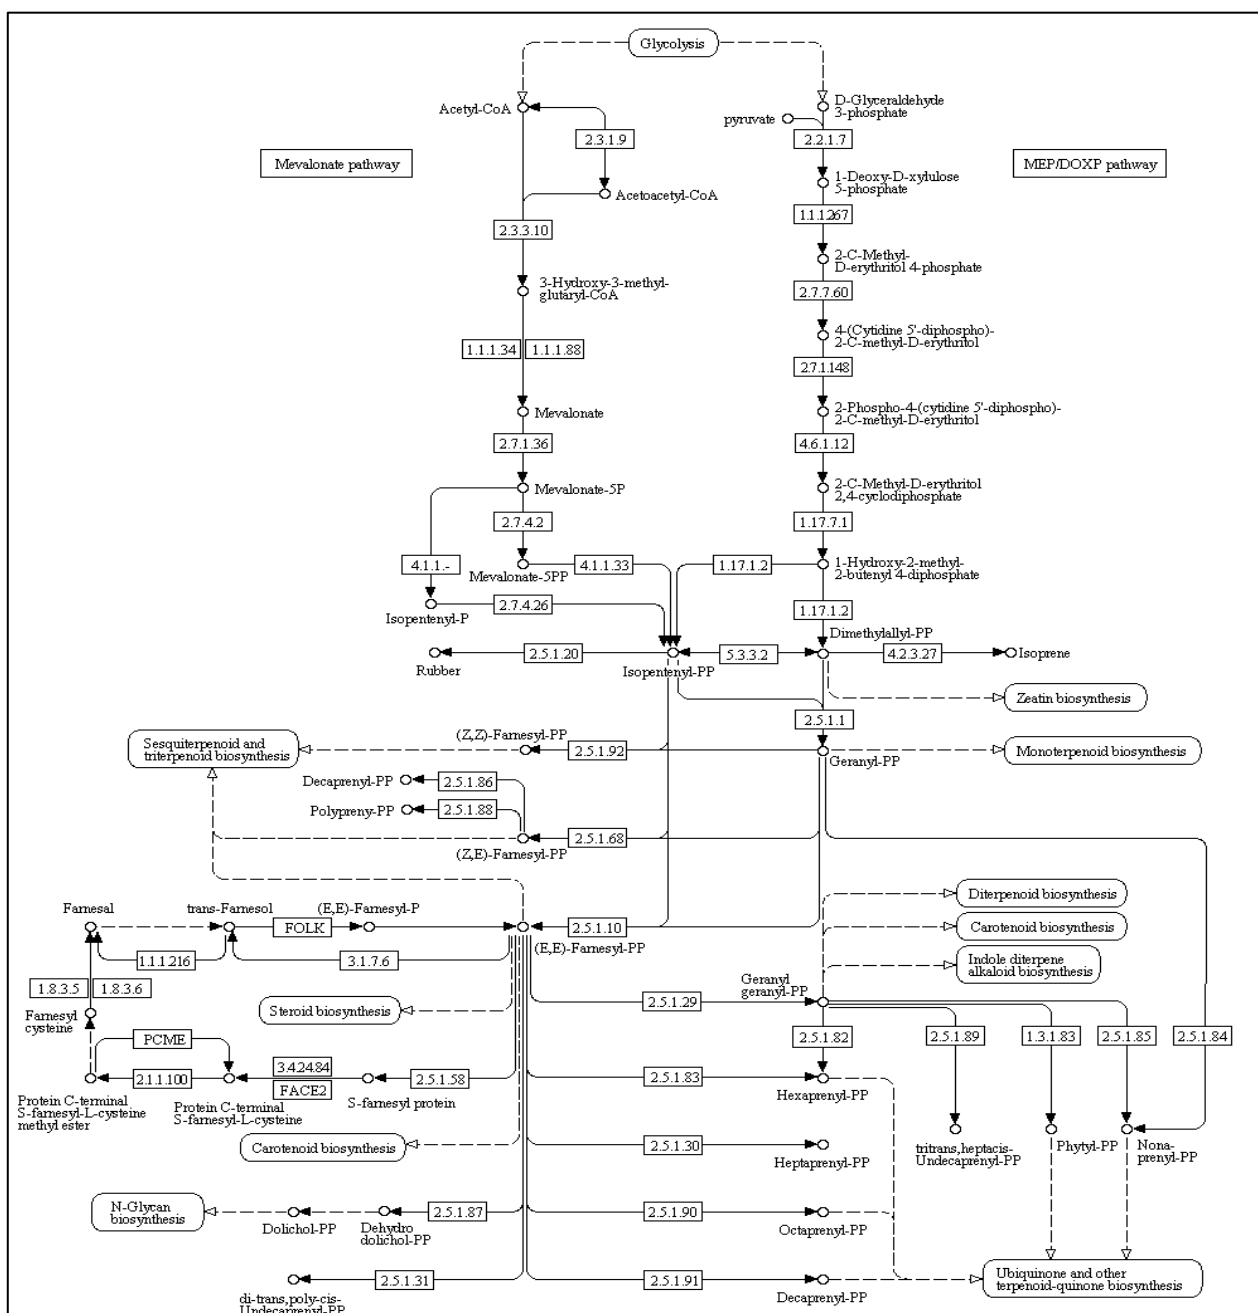 Glycolysis
Acetyl-CoA
D-Glyceraldehyde
3-phosphate
pyruvate
2.3.1.9
2.2.1.7
Mevalonate pathway
MEP/DOXP pathway
1-Deoxy-D-xylulose
5-phosphate
Acetoacetyl-CoA
1.1.1.267
2.3.3.10
2-C-Methyl-
D-erythritol 4-phosphate
3-Hydroxy-3-methyl-
glutaryl-CoA
2.7.7.60
4-(Cytidine 5'-diphospho)-
2-C-methyl-D-erythritol
1.1.1.34
1.1.1.88
2.7.1.148
Mevalonate
2-Phospho-4-(cytidine 5'-diphospho)-
2-C-methyl-D-erythritol
2.7.1.36
4.6.1.12
Mevalonate-5P
2-C-Methyl-D-erythritol
2,4-cyclodiphosphate
2.7.4.2
1.17.7.1
4.1.1.-
Mevalonate-5PP
4.1.1.33
1.17.1.2
1-Hydroxy-2-methyl-
2-butenyl 4-diphosphate
Isopentenyl-P
2.7.4.26
1.17.1.2
Dimethylallyl-PP
Rubber
2.5.1.20
Isopentenyl-PP
5.3.3.2
4.2.3.27
Isoprene
Zeatin biosynthesis
2.5.1.1
Sesquiterpenoid and
triterpenoid biosynthesis
(Z,Z)-Farnesyl-PP
2.5.1.92
Geranyl-PP
Monoterpenoid biosynthesis
Decaprenyl-PP
2.5.1.86
Polypreny-PP
2.5.1.88
(Z,E)-Farnesyl-PP
2.5.1.68
Diterpenoid biosynthesis
Farnesal
trans-Farnesol
(E,E)-Farnesyl-P
FOLK
2.5.1.10
Carotenoid biosynthesis
(E,E)-Farnesyl-PP
1.1.1.216
3.1.7.6
Indole diterpene
alkaloid biosynthesis
1.8.3.5
1.8.3.6
Geranyl
geranyl-PP
2.5.1.29
Farnesyl
cysteine
Steroid biosynthesis
PCME
2.5.1.82
2.5.1.89
1.3.1.83
2.5.1.85
2.5.1.84
3.4.24.84
2.1.1.100
FACE2
2.5.1.58
2.5.1.83
Protein C-terminal
S-farnesyl-L-cysteine
methyl ester
Protein C-terminal
S-farnesyl-L-cysteine
S-farnesyl protein
Hexaprenyl-PP
Carotenoid biosynthesis
2.5.1.30
Heptaprenyl-PP
tritrans,heptacis-
Undecaprenyl-PP
Phytyl-PP
Nona-
prenyl-PP
N-Glycan
biosynthesis
Dolichol-PP
Dehydro
dolichol-PP
2.5.1.87
2.5.1.90
Octaprenyl-PP
2.5.1.31
2.5.1.91
di-trans,poly-cis-
Undecaprenyl-PP
Decaprenyl-PP
Ubiquinone and other
terpenoid-quinone biosynthesis